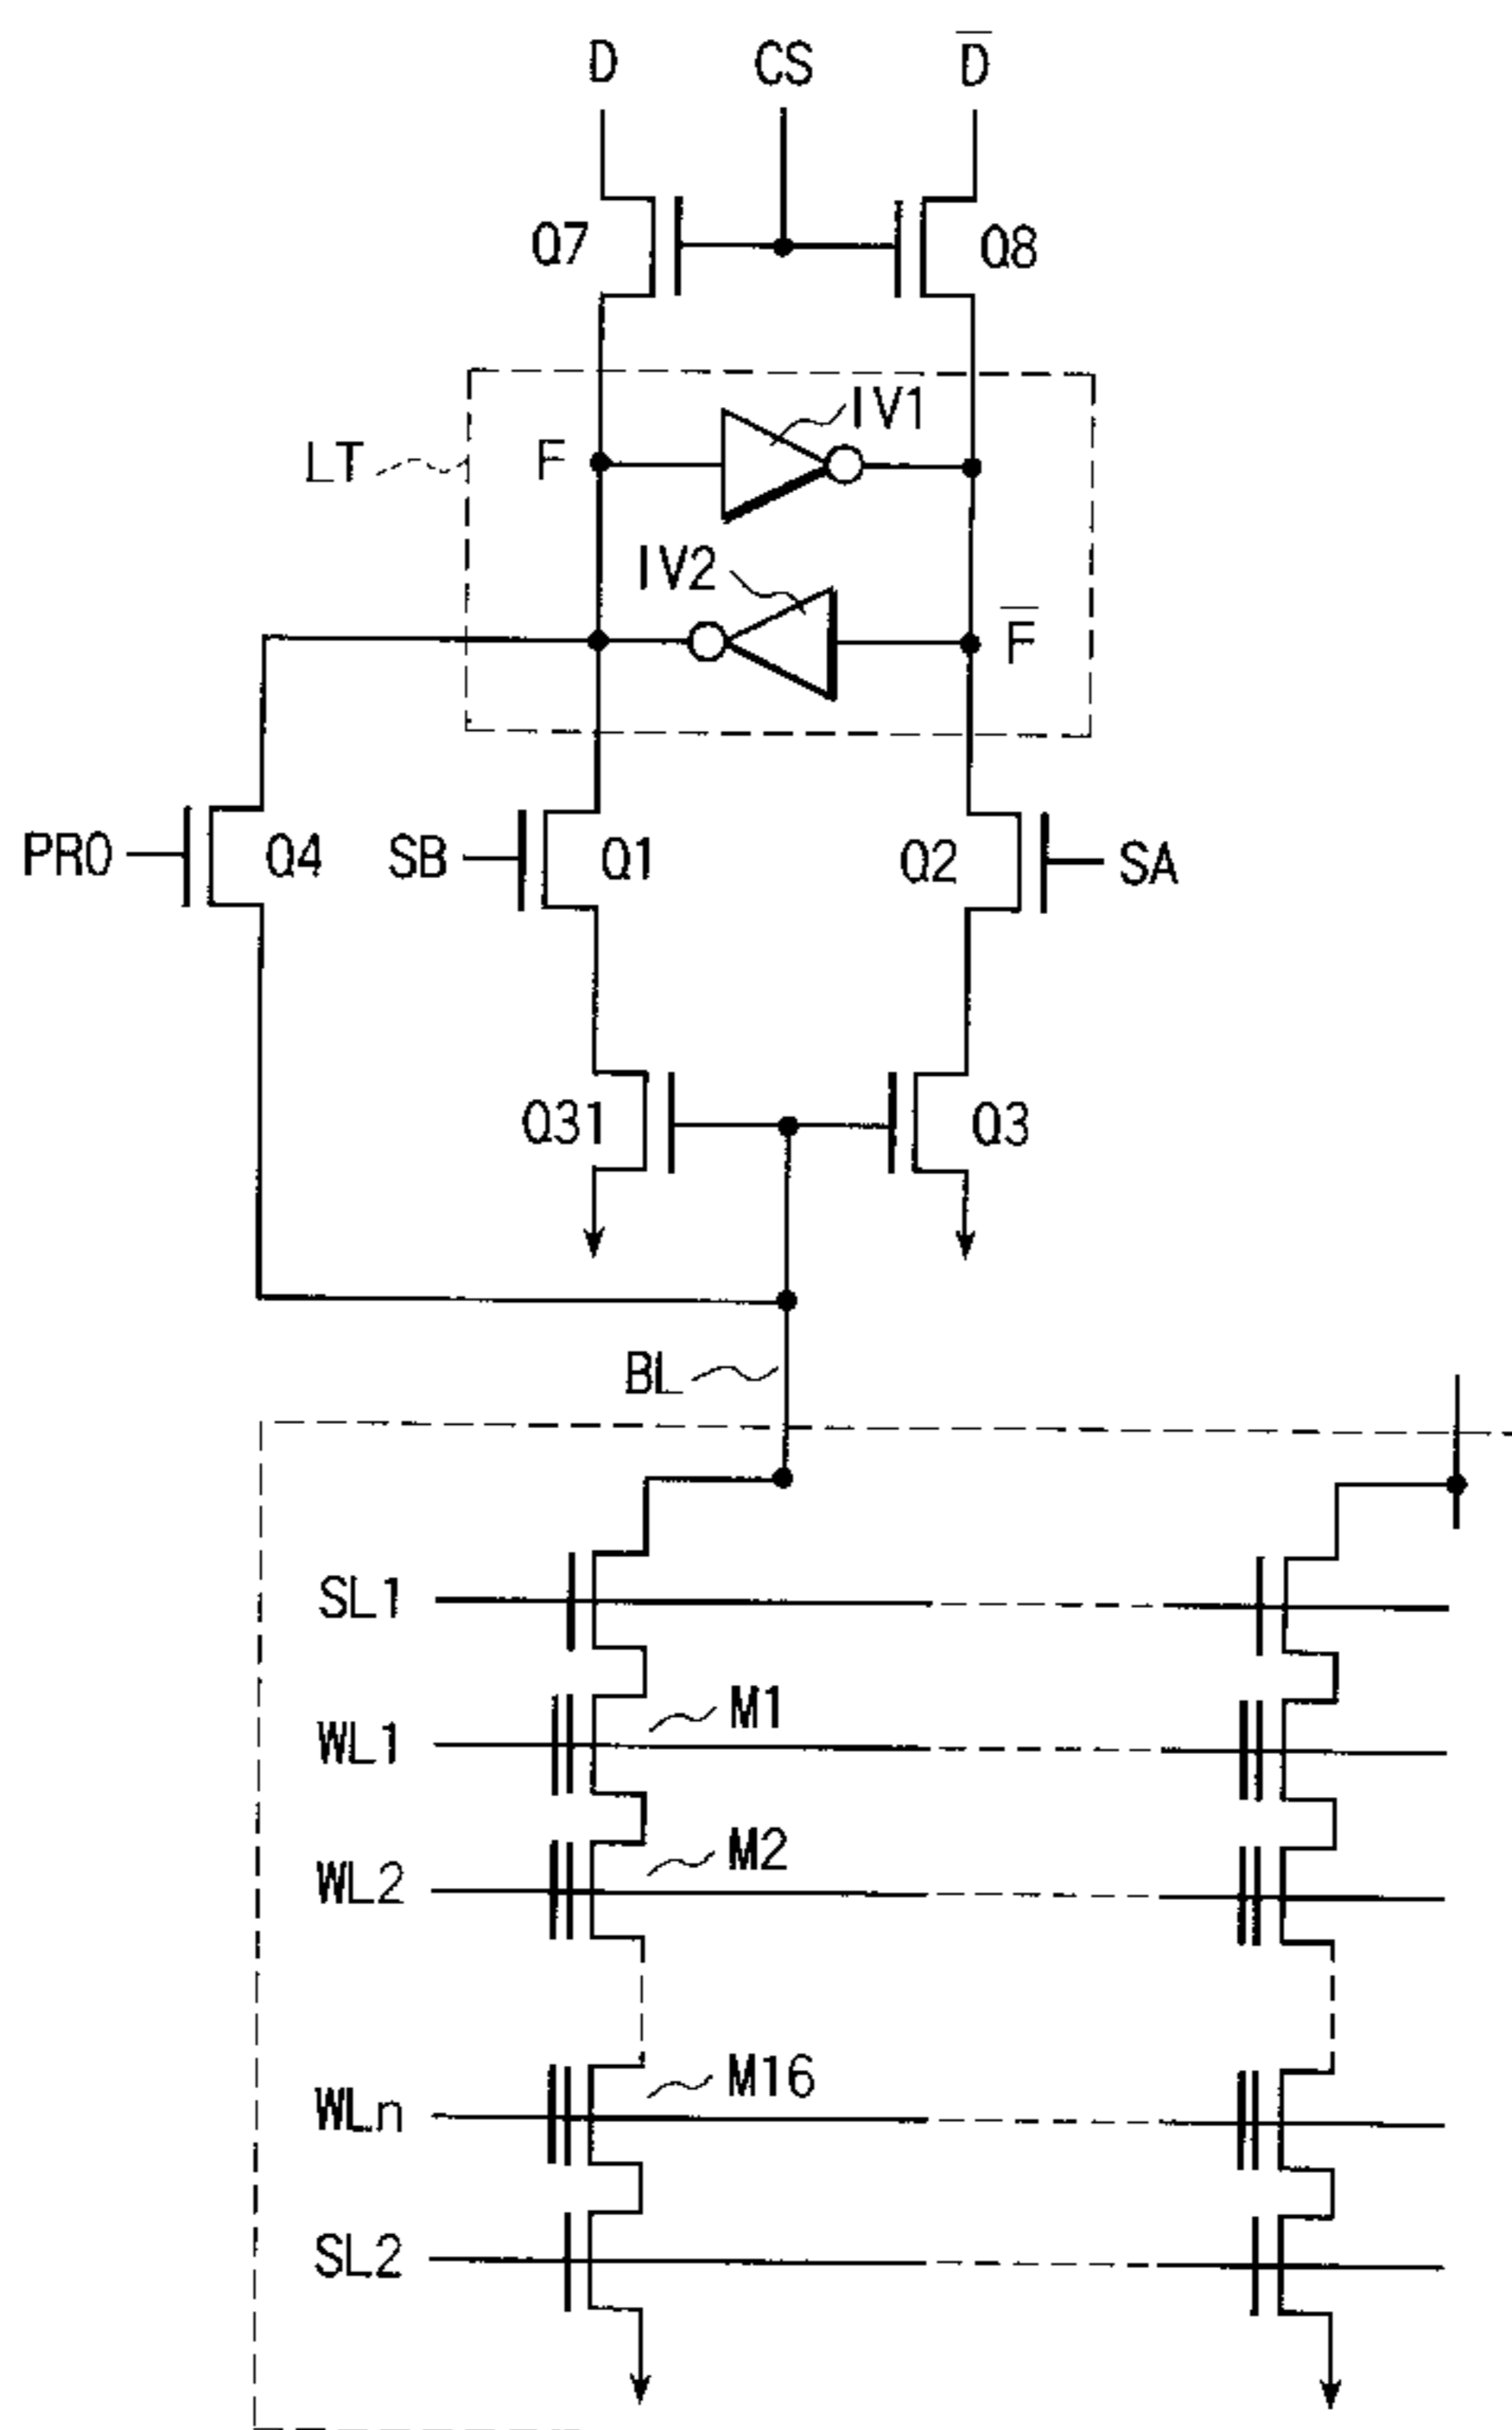 D CS D̅
Q7 Q8
IV1
LT F
IV2
F̅
PRO Q4 SB Q1 Q2 SA
Q31 Q3
BL
SL1
M1
WL1
M2
WL2
M16
WLn
SL2